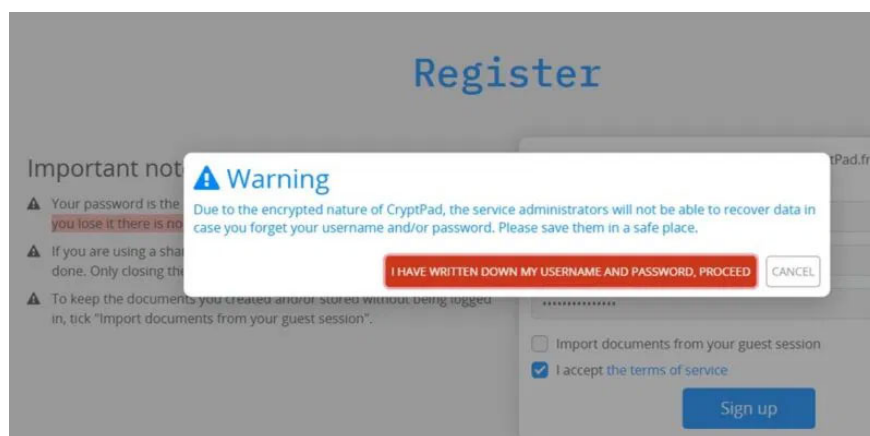 Register
Important not
Your password is the
you lose it there is no
If you are using a shar
done. Only closing the
To keep the documents you created and/or stored without being logged
in, tick "Import documents from your guest session".
Warning
Due to the encrypted nature of CryptPad, the service administrators will not be able to recover data in
case you forget your username and/or password. Please save them in a safe place.
I HAVE WRITTEN DOWN MY USERNAME AND PASSWORD, PROCEED
CANCEL
tPad.fr
Import documents from your guest session
I accept the terms of service
Sign up